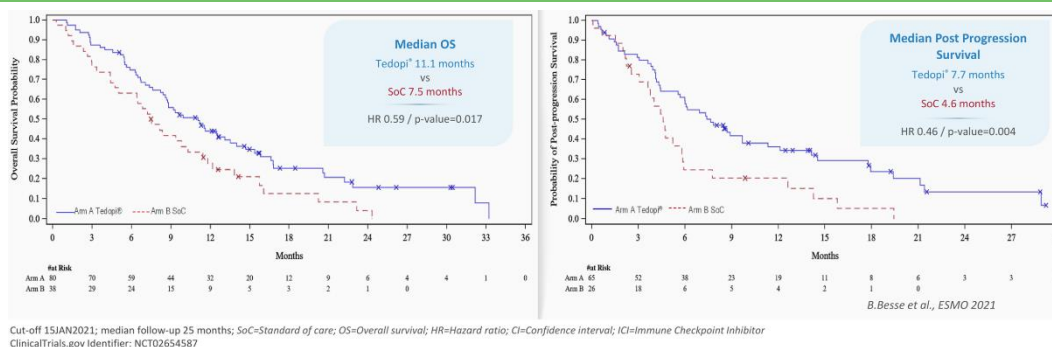 Overall Survival Probability
1.0
0.9
0.8
0.7
0.6
0.5
0.4
0.3
0.2
0.1
0.0
Median OS
Tedopi® 11.1 months
vs
SoC 7.5 months
HR 0.59 / p-value=0.017
Arm A Tedopi® Arm B SoC
0 3 6 9 12 15 18 21 24 27 30 33 36
Months
#at Risk
Arm A 80 70 59 44 32 20 12 9 6 4 4 1 0
Arm B 38 29 24 15 9 5 3 2 1 0
Probability of Post-progression Survival
1.0
0.9
0.8
0.7
0.6
0.5
0.4
0.3
0.2
0.1
0.0
Median Post Progression
Survival
Tedopi® 7.7 months
vs
SoC 4.6 months
HR 0.46 / p-value=0.004
Arm A Tedopi® Arm B SoC
0 3 6 9 12 15 18 21 24 27
Months
#at Risk
Arm A 65 52 38 23 19 11 8 6 3 3
Arm B 26 18 6 5 4 2 1 0
B.Besse et al., ESMO 2021
Cut-off 15JAN2021; median follow-up 25 months; SoC=Standard of care; OS=Overall survival; HR=Hazard ratio; CI=Confidence interval; ICI=Immune Checkpoint Inhibitor
ClinicalTrials.gov Identifier: NCT02654587